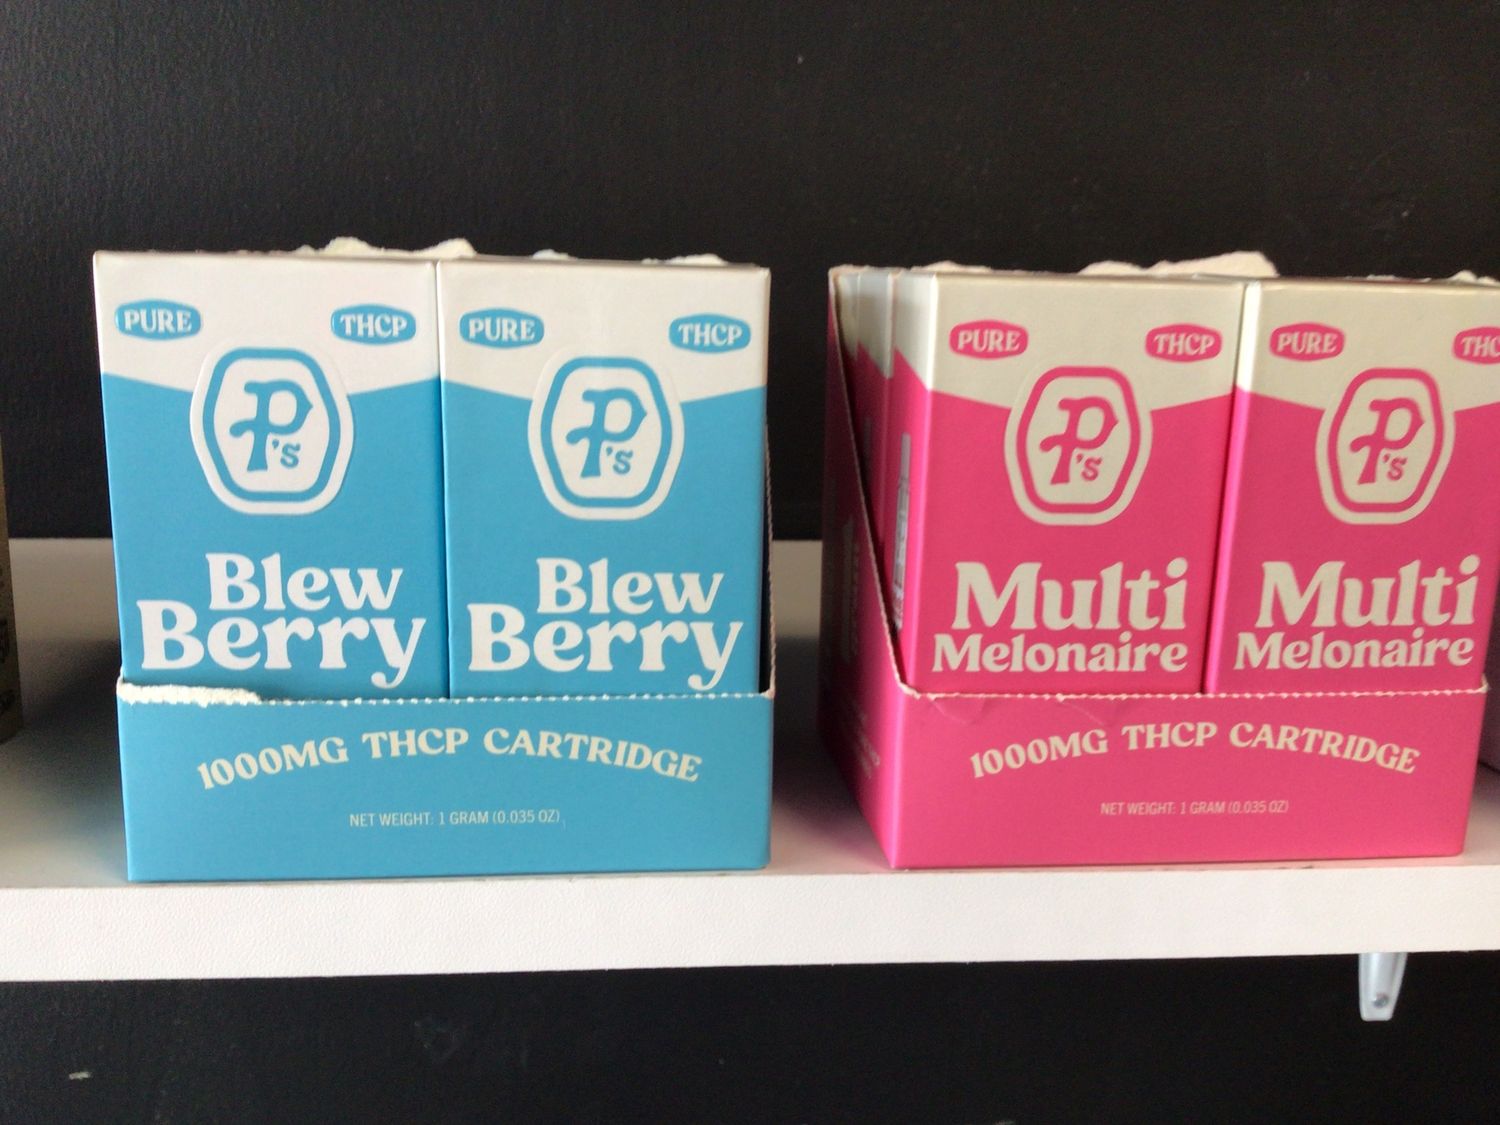 PURE THCP
P's
Blew
Berry
PURE THCP
P's
Blew
Berry
1000MG THCP CARTRIDGE
NET WEIGHT: 1 GRAM (0.035 OZ)
PURE THCP
P's
Multi
Melonaire
PURE THC
P's
Multi
Melonaire
1000MG THCP CARTRIDGE
NET WEIGHT: 1 GRAM (0.035 OZ)